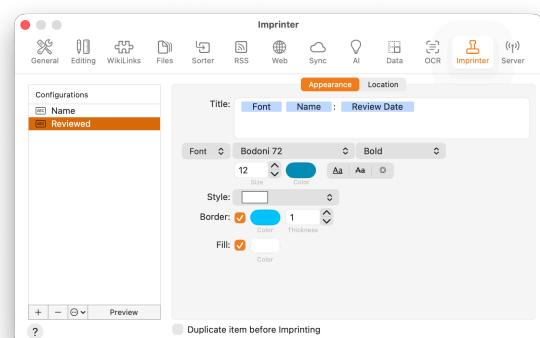 Imprinter
General Editing WikiLinks Files Sorter RSS Web Sync AI Data OCR Imprinter Server
Appearance Location
Configurations
Name
Reviewed
Title: Font Name : Review Date
Font Bodoni 72 Bold
12 Aa Aa
Size Color
Style:
Border: 1
Color Thickness
Fill:
Color
+ − Preview
? Duplicate item before Imprinting